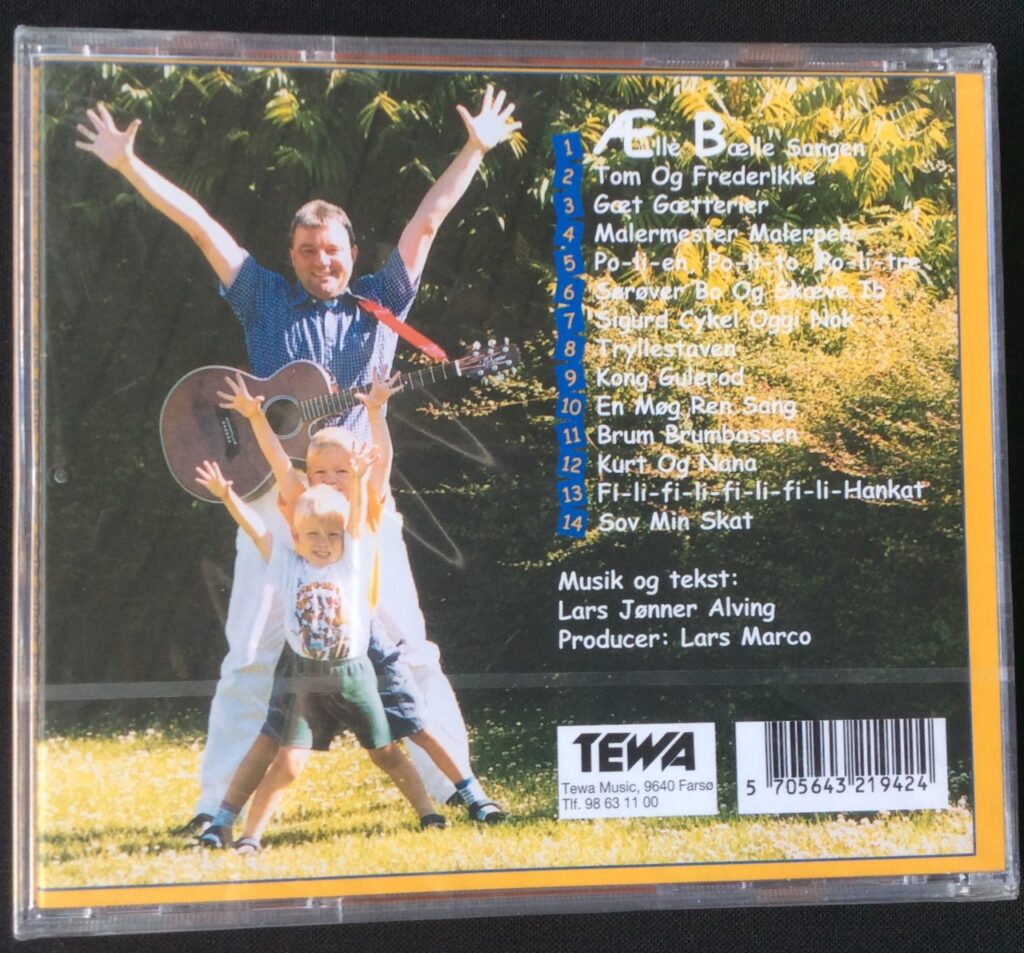 1 Ælle Bælle Sangen
2 Tom Og Frederikke
3 Gæt Gætterier
4 Malermester Malerpen
5 Po-li-en, Po-li-to, Po-li-tre
6 Sørøver Bo Og Skæve Ib
7 Sigurd Cykel Oggi Nok
8 Tryllestaven
9 Kong Gulerod
10 En Møg Ren Sang
11 Brum Brumbassen
12 Kurt Og Nana
13 Fi-li-fi-li-fi-li-fi-li-Hankat
14 Sov Min Skat
Musik og tekst:
Lars Jønner Alving
Producer: Lars Marco
TEWA
Tewa Music, 9640 Farsø
Tlf. 98 63 11 00
5 705643 219424